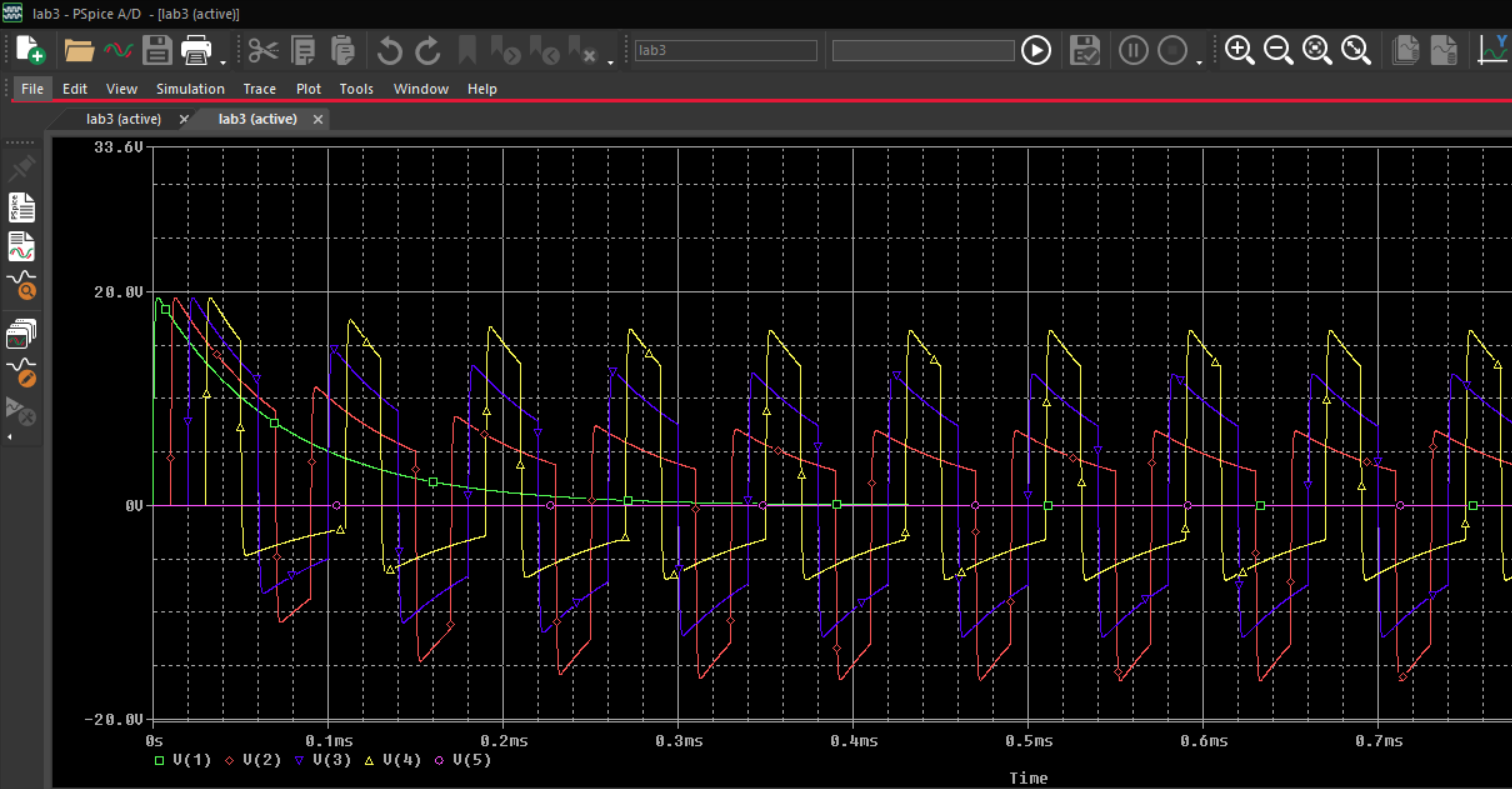 lab3 - PSpice A/D - [lab3 (active)]
lab3
File Edit View Simulation Trace Plot Tools Window Help
lab3 (active) lab3 (active)
PSpice
Y
33.6V
20.0V
0V
-20.0V
0s 0.1ms 0.2ms 0.3ms 0.4ms 0.5ms 0.6ms 0.7ms
V(1) V(2) V(3) V(4) V(5)
Time